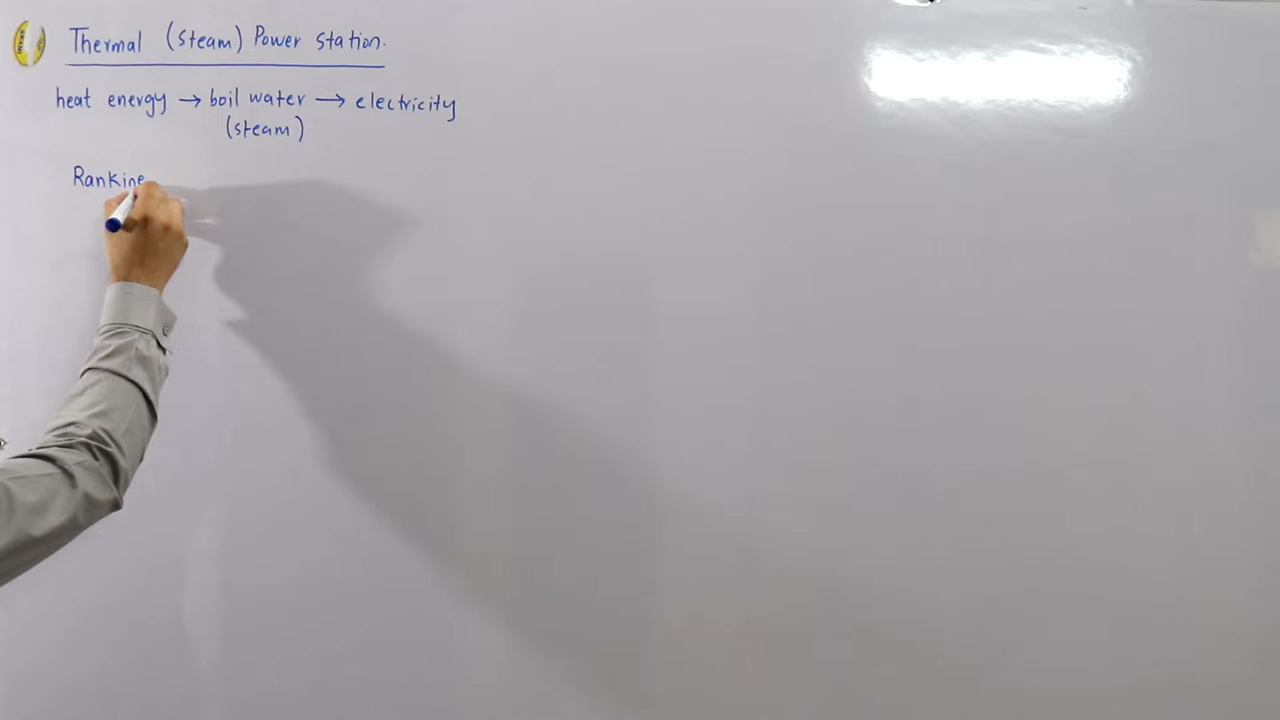 Thermal (Steam) Power Station.
heat energy → boil water → electricity
(steam)
Rankine